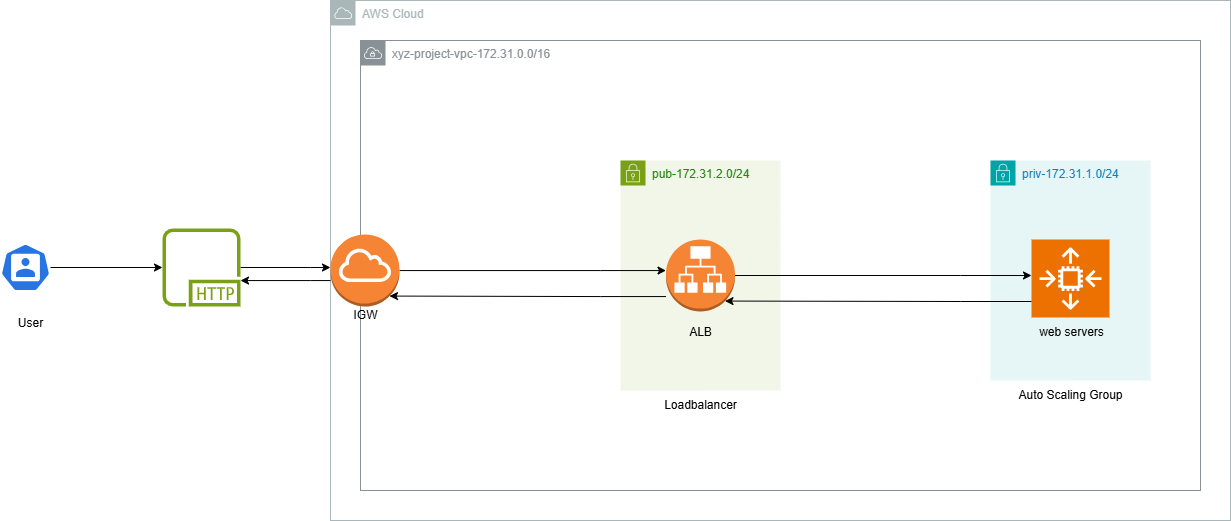 AWS Cloud
xyz-project-vpc-172.31.0.0/16
pub-172.31.2.0/24
priv-172.31.1.0/24
HTTP
IGW
User
ALB
web servers
Loadbalancer
Auto Scaling Group